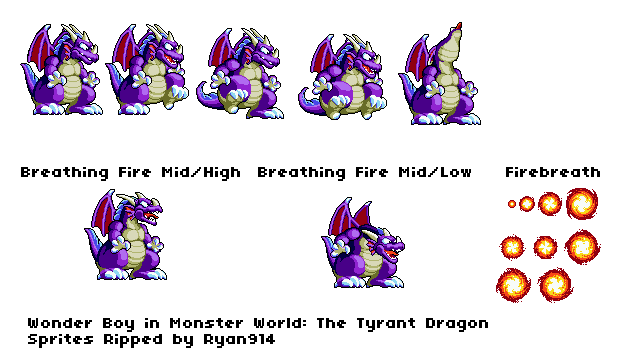 Breathing Fire Mid/High
Breathing Fire Mid/Low
Firebreath
Wonder Boy in Monster World: The Tyrant Dragon
Sprites Ripped by Ryan914